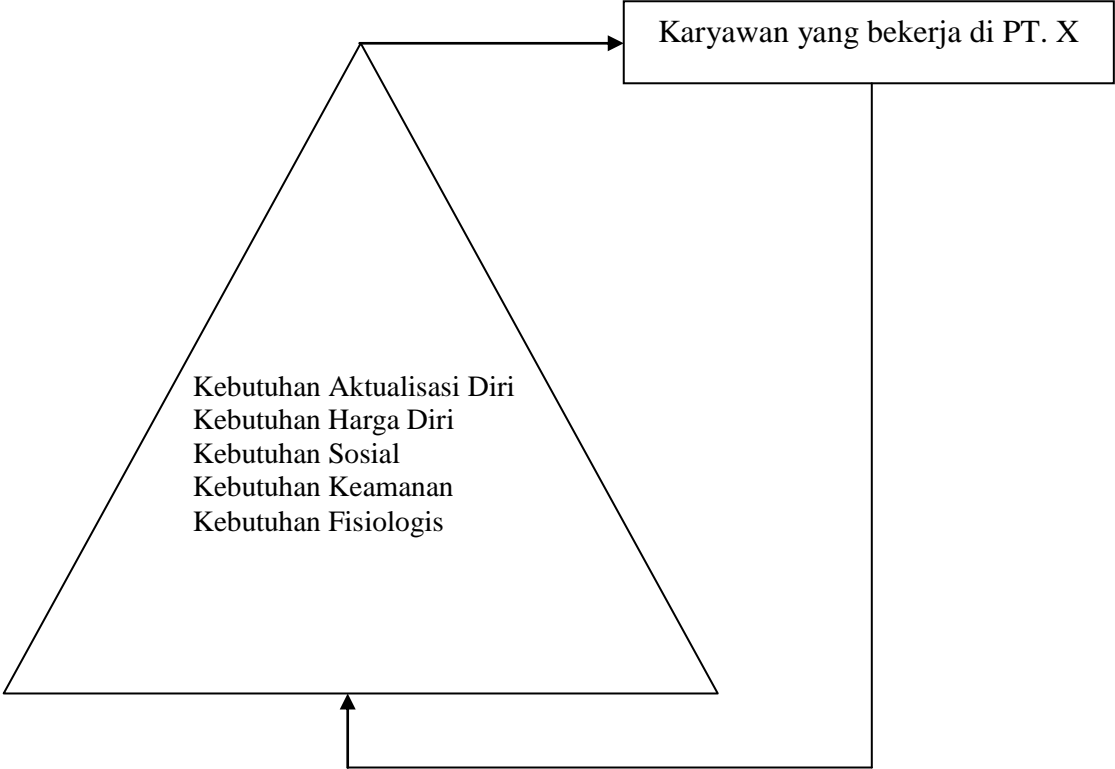 Karyawan yang bekerja di PT. X
Kebutuhan Aktualisasi Diri
Kebutuhan Harga Diri
Kebutuhan Sosial
Kebutuhan Keamanan
Kebutuhan Fisiologis